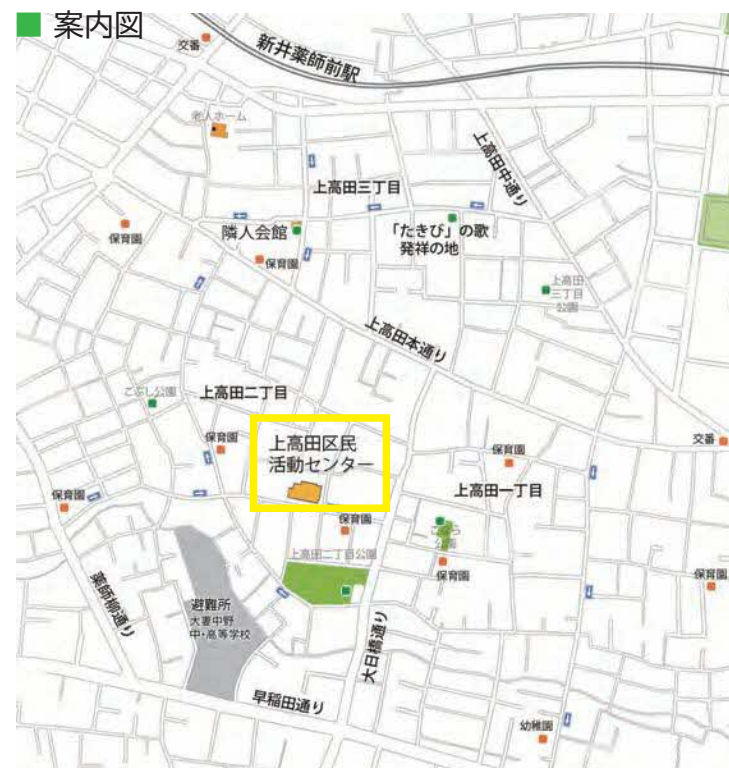 案内図
交番
新井薬師前駅
老人ホーム
上高田中通り
上高田三丁目
隣人会館
「たきび」の歌
発祥の地
保育園
保育園
上高田
三丁目
公園
上高田本通り
こぶし公園
上高田二丁目
保育園
上高田区民
活動センター
保育園
交番
上高田一丁目
保育園
保育園
上高田二丁目公園
公園
保育園
保育園
薬師柳通り
避難所
大妻中野
中・高等学校
大日橋通り
早稲田通り
幼稚園